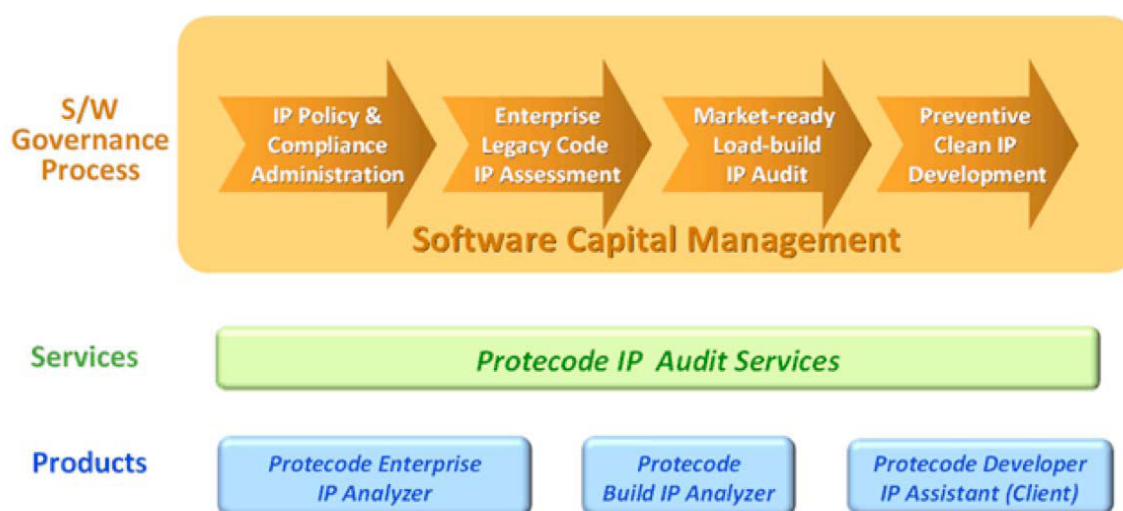 S/W
Governance
Process
IP Policy &
Compliance
Administration
Enterprise
Legacy Code
IP Assessment
Market-ready
Load-build
IP Audit
Preventive
Clean IP
Development
Software Capital Management
Services
Protecode IP Audit Services
Products
Protecode Enterprise
IP Analyzer
Protecode
Build IP Analyzer
Protecode Developer
IP Assistant (Client)